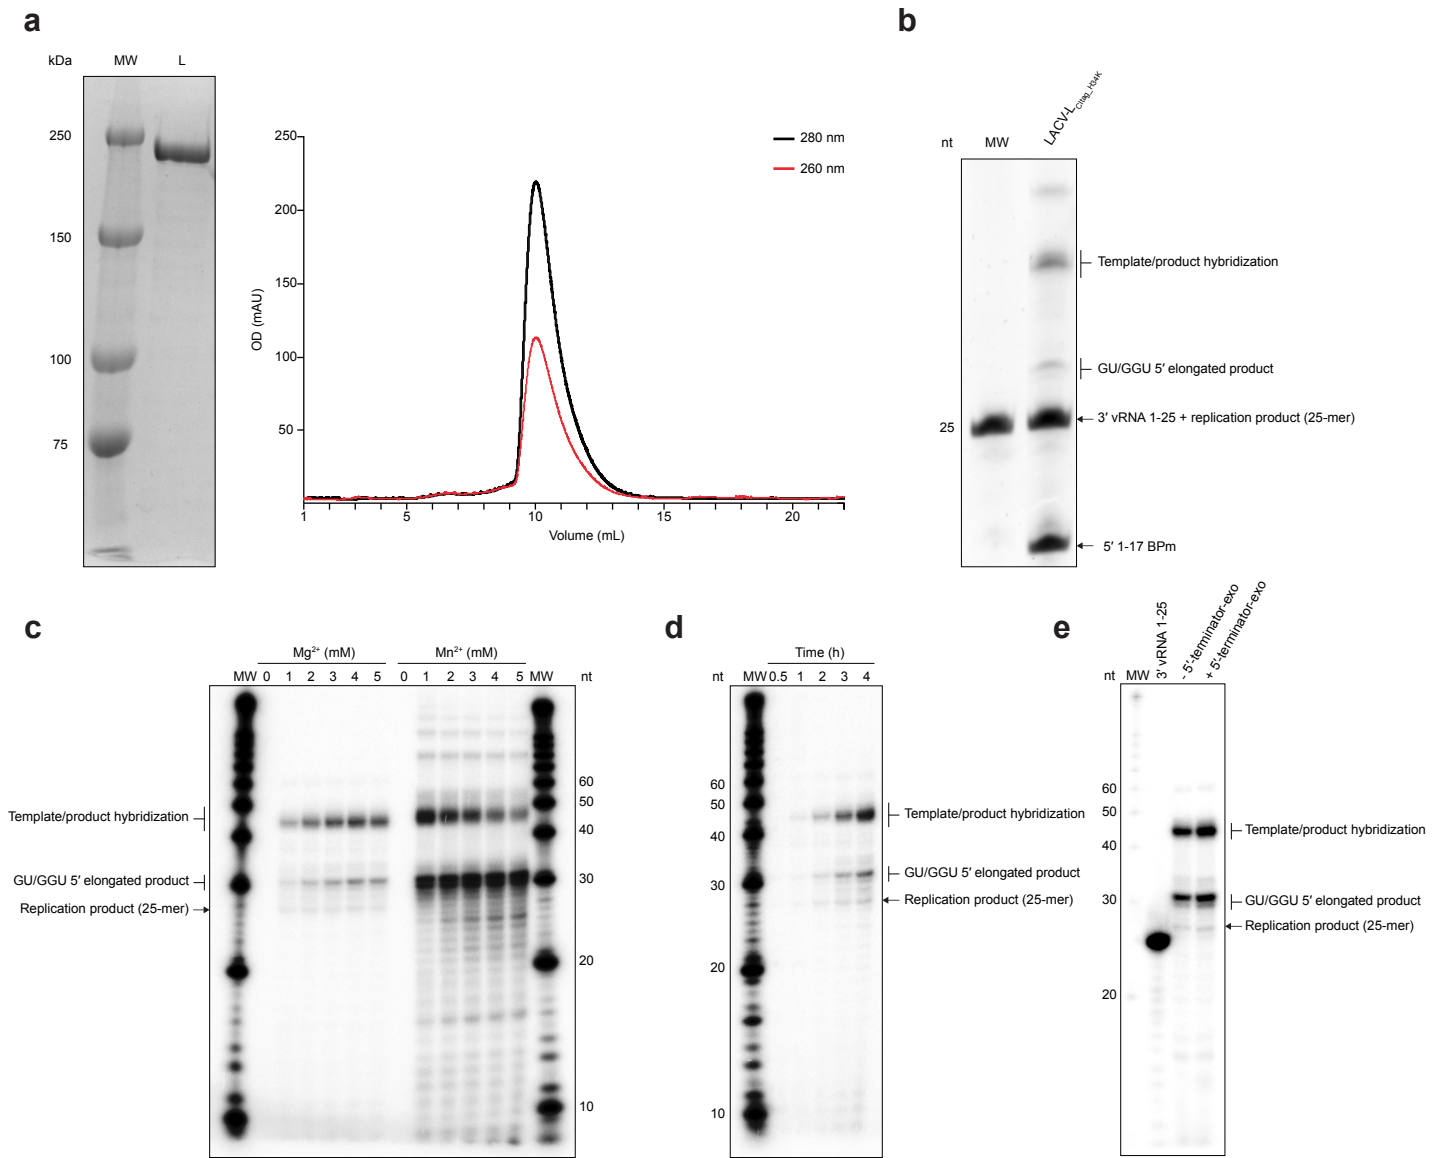 a
kDa
MW
L
250
150
100
75
250
200
150
100
50
OD (mAU)
1
5
10
15
20
Volume (mL)
280 nm
260 nm
b
nt
MW
LACV-L_CItag_H34K
25
Template/product hybridization
GU/GGU 5′ elongated product
3′ vRNA 1-25 + replication product (25-mer)
5′ 1-17 BPm
c
Mg²⁺ (mM)
Mn²⁺ (mM)
MW 0 1 2 3 4 5 0 1 2 3 4 5 MW nt
Template/product hybridization
GU/GGU 5′ elongated product
Replication product (25-mer)
60
50
40
30
20
10
d
Time (h)
MW 0.5 1 2 3 4
nt
60
50
40
30
20
10
Template/product hybridization
GU/GGU 5′ elongated product
Replication product (25-mer)
e
nt
MW
3′ vRNA 1-25
- 5′-terminator-exo
+ 5′-terminator-exo
60
50
40
30
20
Template/product hybridization
GU/GGU 5′ elongated product
Replication product (25-mer)